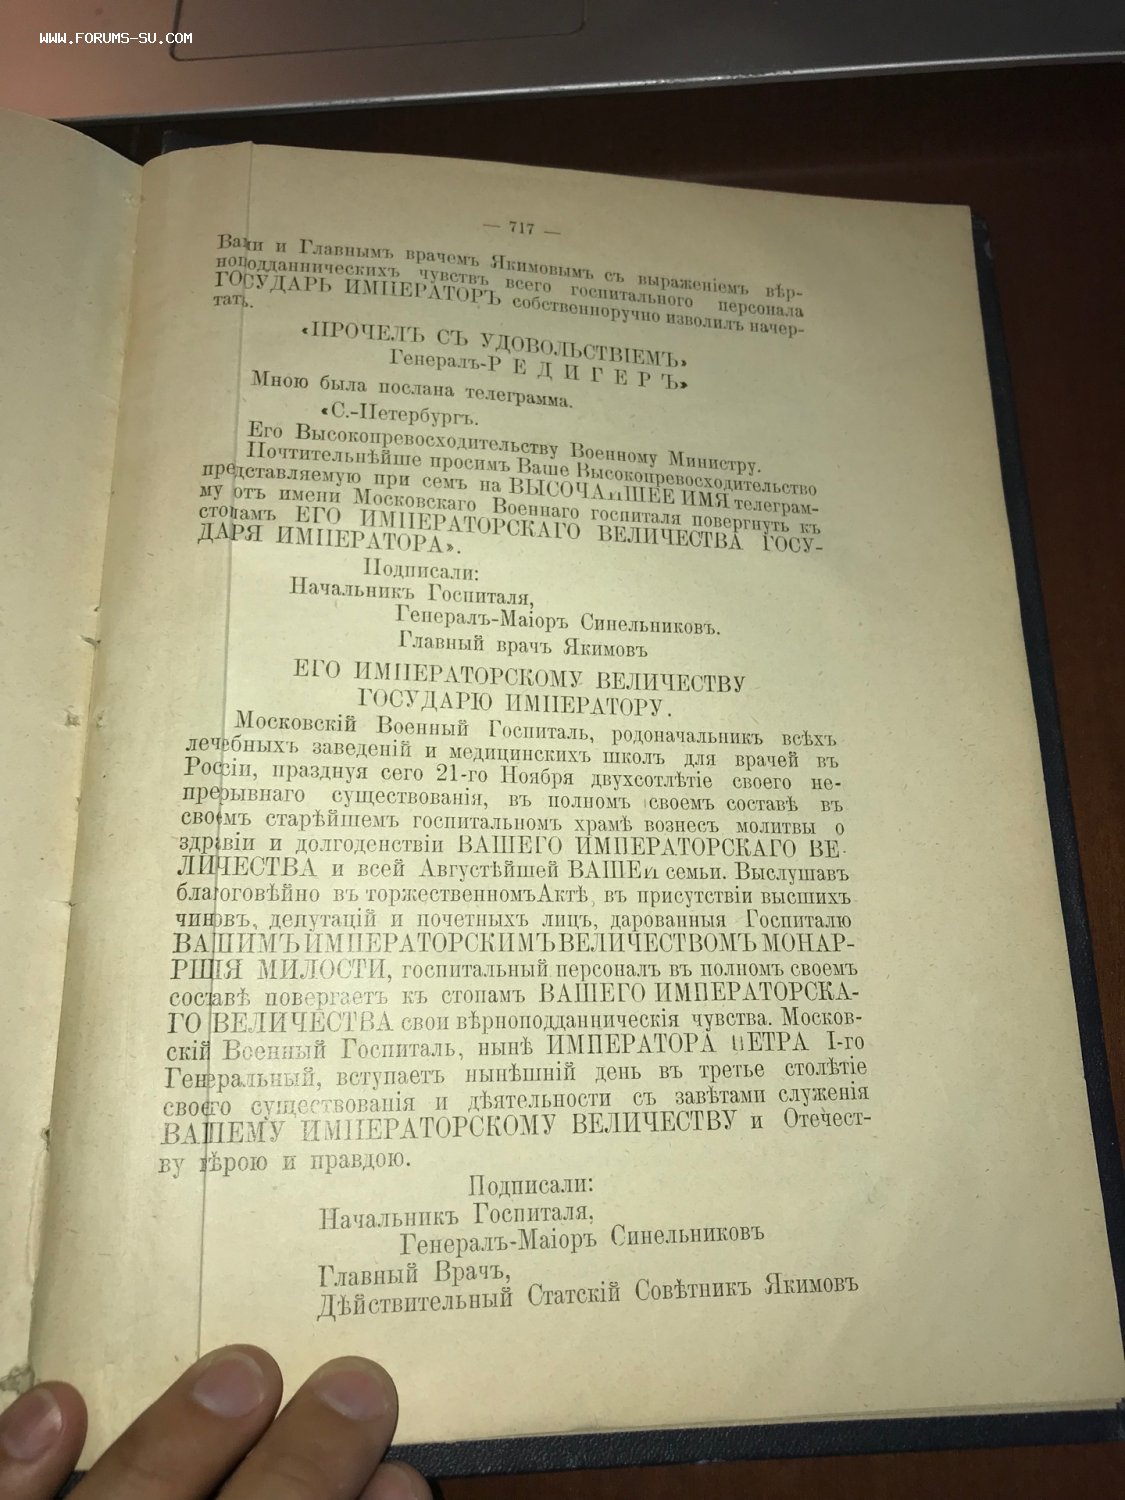 WWW.FORUMS-SU.COM
— 717 —
Вами и Главнымъ врачемъ Якимовымъ съ выраженіемъ вѣр-
ноподданническихъ чувствъ всего госпитальнаго персонала
ГОСУДАРЬ ИМПЕРАТОРЪ собственноручно изволилъ начер-
тать.
«ПРОЧЕЛЪ СЪ УДОВОЛЬСТВІЕМЪ»
Генералъ-РЕДИГЕРЪ»
Мною была послана телеграмма.
«С.-Петербургъ.
Его Высокопревосходительству Военному Министру.
Почтительнѣйше просимъ Ваше Высокопревосходительство
представляемую при семъ на ВЫСОЧАйШЕЕ ИМЯ телеграм-
му отъ имени Московскаго Военнаго госпиталя повергнуть къ
стопамъ ЕГО ИМПЕРАТОРСКАГО ВЕЛИЧЕСТВА ГОСУ-
ДАРЯ ИМПЕРАТОРА».
Подписали:
Начальникъ Госпиталя,
Генералъ-Маіоръ Синельниковъ.
Главный врачъ Якимовъ
ЕГО ИМПЕРАТОРСКОМУ ВЕЛИЧЕСТВУ
ГОСУДАРЮ ИМПЕРАТОРУ.
Московскій Военный Госпиталь, родоначальникъ всѣхъ
лечебныхъ заведеній и медицинскихъ школъ для врачей въ
Россіи, празднуя сего 21-го Ноября двухсотлѣтіе своего не-
прерывнаго существованія, въ полномъ своемъ составѣ въ
своемъ старѣйшемъ госпитальномъ храмѣ вознесъ молитвы о
здравіи и долгоденствіи ВАШЕГО ИМПЕРАТОРСКАГО ВЕ-
ЛИЧЕСТВА и всей Августѣйшей ВАШЕй семьи. Выслушавъ
благоговѣйно въ торжественномъ Актѣ, въ присутствіи высшихъ
чиновъ, депутацій и почетныхъ лицъ, дарованныя Госпиталю
ВАШИМЪ ИМПЕРАТОРСКИМЪ ВЕЛИЧЕСТВОМЪ МОНАР-
РШІЯ МИЛОСТИ, госпитальный персоналъ въ полномъ своемъ
составѣ повергаетъ къ стопамъ ВАШЕГО ИМПЕРАТОРСКА-
ГО ВЕЛИЧЕСТВА свои вѣрноподданническія чувства. Москов-
скій Военный Госпиталь, нынѣ ИМПЕРАТОРА ПЕТРА I-го
Генеральный, вступаетъ нынѣшній день въ третье столѣтіе
своего существованія и дѣятельности съ завѣтами служенія
ВАШЕМУ ИМПЕРАТОРСКОМУ ВЕЛИЧЕСТВУ и Отечест-
ву вѣрою и правдою.
Подписали:
Начальникъ Госпиталя,
Генералъ-Маіоръ Синельниковъ
Главный Врачъ,
Дѣйствительный Статскій Совѣтникъ Якимовъ